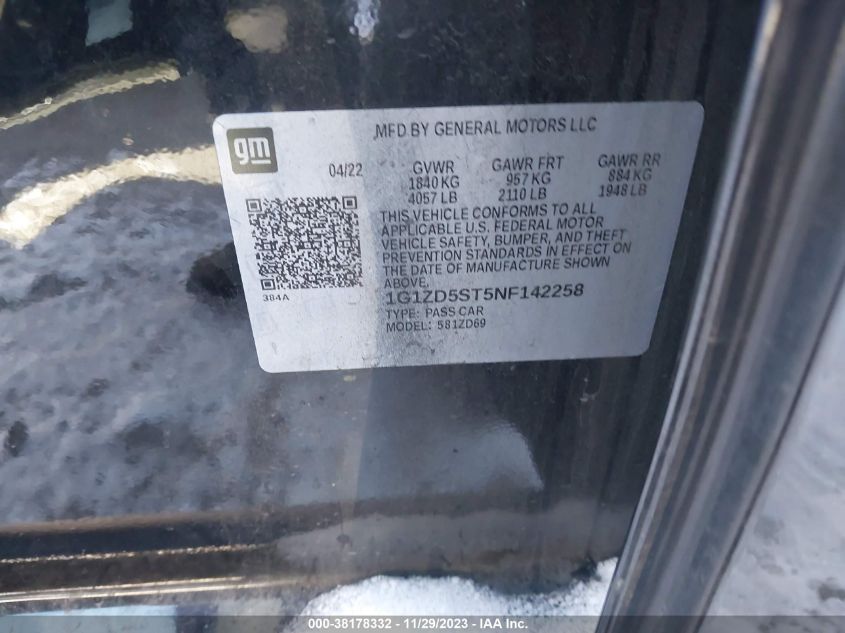 gm
MFD BY GENERAL MOTORS LLC
04/22 GVWR GAWR FRT GAWR RR
1840 KG 957 KG 884 KG
4057 LB 2110 LB 1948 LB
THIS VEHICLE CONFORMS TO ALL
APPLICABLE U.S. FEDERAL MOTOR
VEHICLE SAFETY, BUMPER, AND THEFT
PREVENTION STANDARDS IN EFFECT ON
THE DATE OF MANUFACTURE SHOWN
ABOVE.
384A
1G1ZD5ST5NF142258
TYPE: PASS CAR
MODEL: 581ZD69
000-38178332 - 11/29/2023 - IAA Inc.